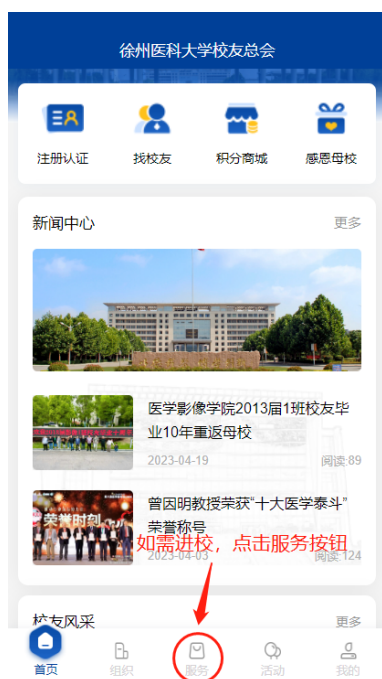 徐州医科大学校友总会
注册认证 找校友 积分商城 感恩母校
新闻中心 更多
医学影像学院2013届1班校友毕
业10年重返母校
2023-04-19 阅读:89
曾因明教授荣获“十大医学泰斗”
荣誉称号
荣誉时刻
如需进校，点击服务按钮
2023-04-03 阅读:124
校友风采 更多
首页 组织 服务 活动 我的